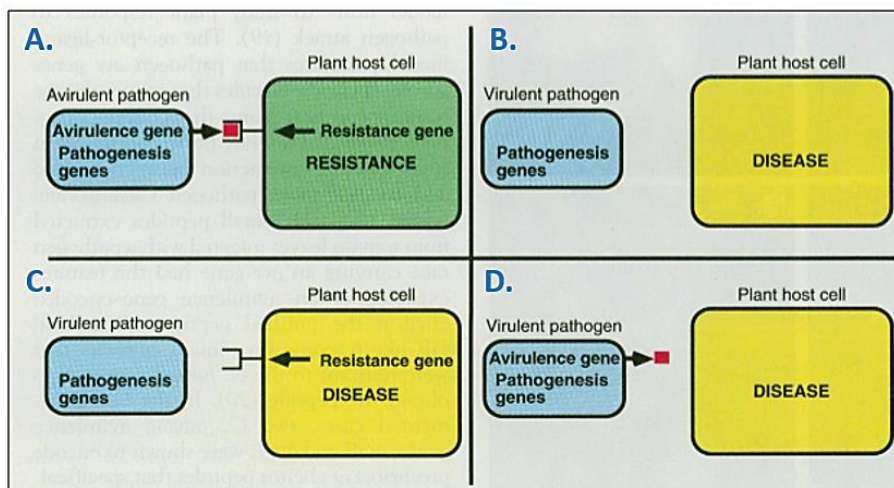 A.
Plant host cell
Avirulent pathogen
Avirulence gene
Pathogenesis
genes
Resistance gene
RESISTANCE
B.
Plant host cell
Virulent pathogen
Pathogenesis
genes
DISEASE
C.
Plant host cell
Virulent pathogen
Pathogenesis
genes
Resistance gene
DISEASE
D.
Plant host cell
Virulent pathogen
Avirulence gene
Pathogenesis
genes
DISEASE